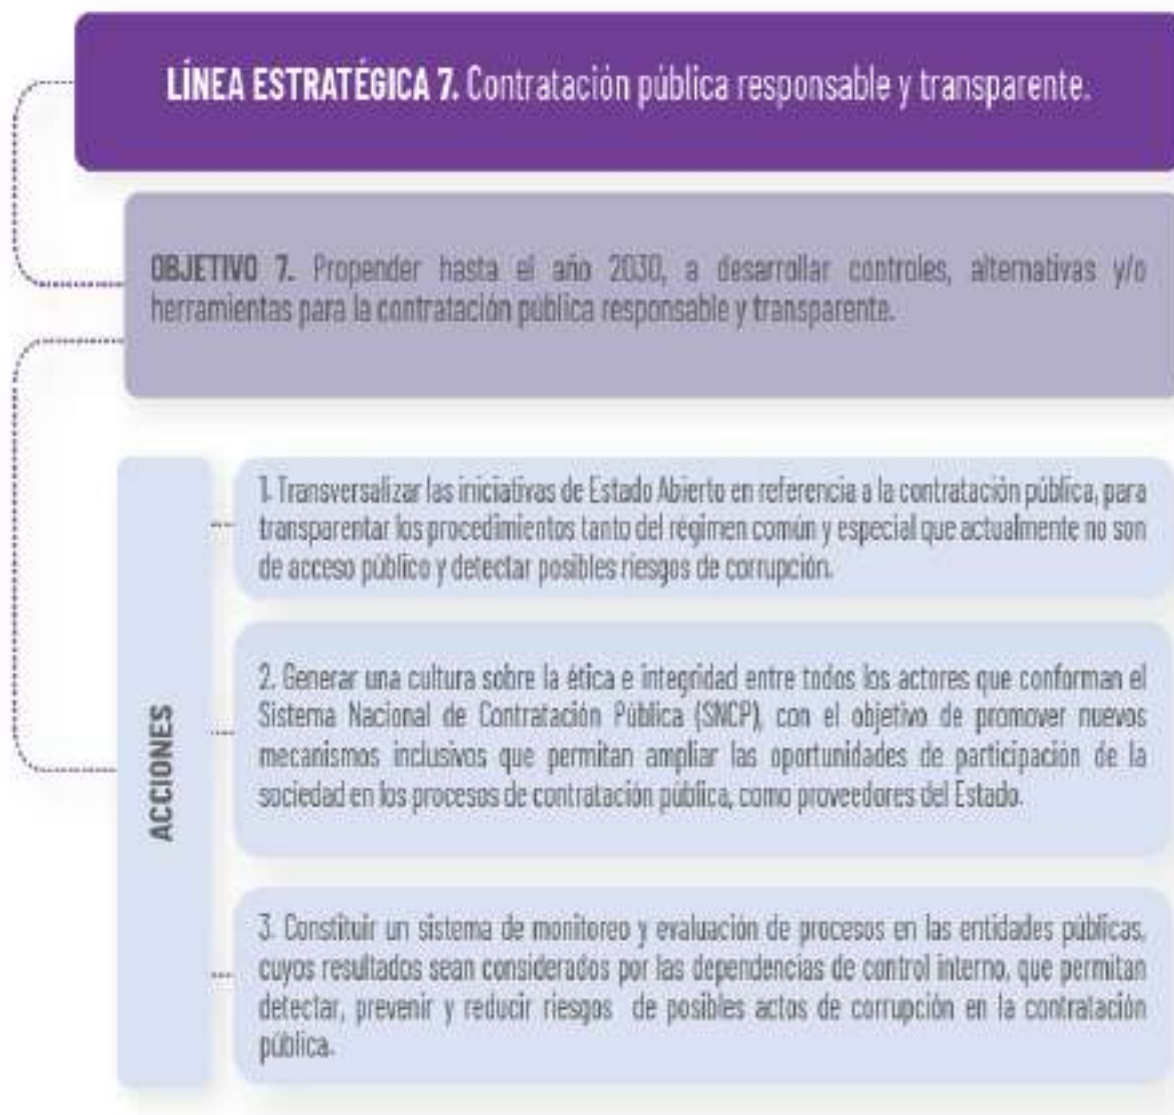 LÍNEA ESTRATÉGICA 7. Contratación pública responsable y transparente.
OBJETIVO 7. Propender hasta el año 2030, a desarrollar controles, alternativas y/o
herramientas para la contratación pública responsable y transparente.
ACCIONES
1. Transversalizar las iniciativas de Estado Abierto en referencia a la contratación pública, para
transparentar los procedimientos tanto del régimen común y especial que actualmente no son
de acceso público y detectar posibles riesgos de corrupción.
2. Generar una cultura sobre la ética e integridad entre todos los actores que conforman el
Sistema Nacional de Contratación Pública (SNCP), con el objetivo de promover nuevos
mecanismos inclusivos que permitan ampliar las oportunidades de participación de la
sociedad en los procesos de contratación pública, como proveedores del Estado.
3. Constituir un sistema de monitoreo y evaluación de procesos en las entidades públicas,
cuyos resultados sean considerados por las dependencias de control interno, que permitan
detectar, prevenir y reducir riesgos de posibles actos de corrupción en la contratación
pública.